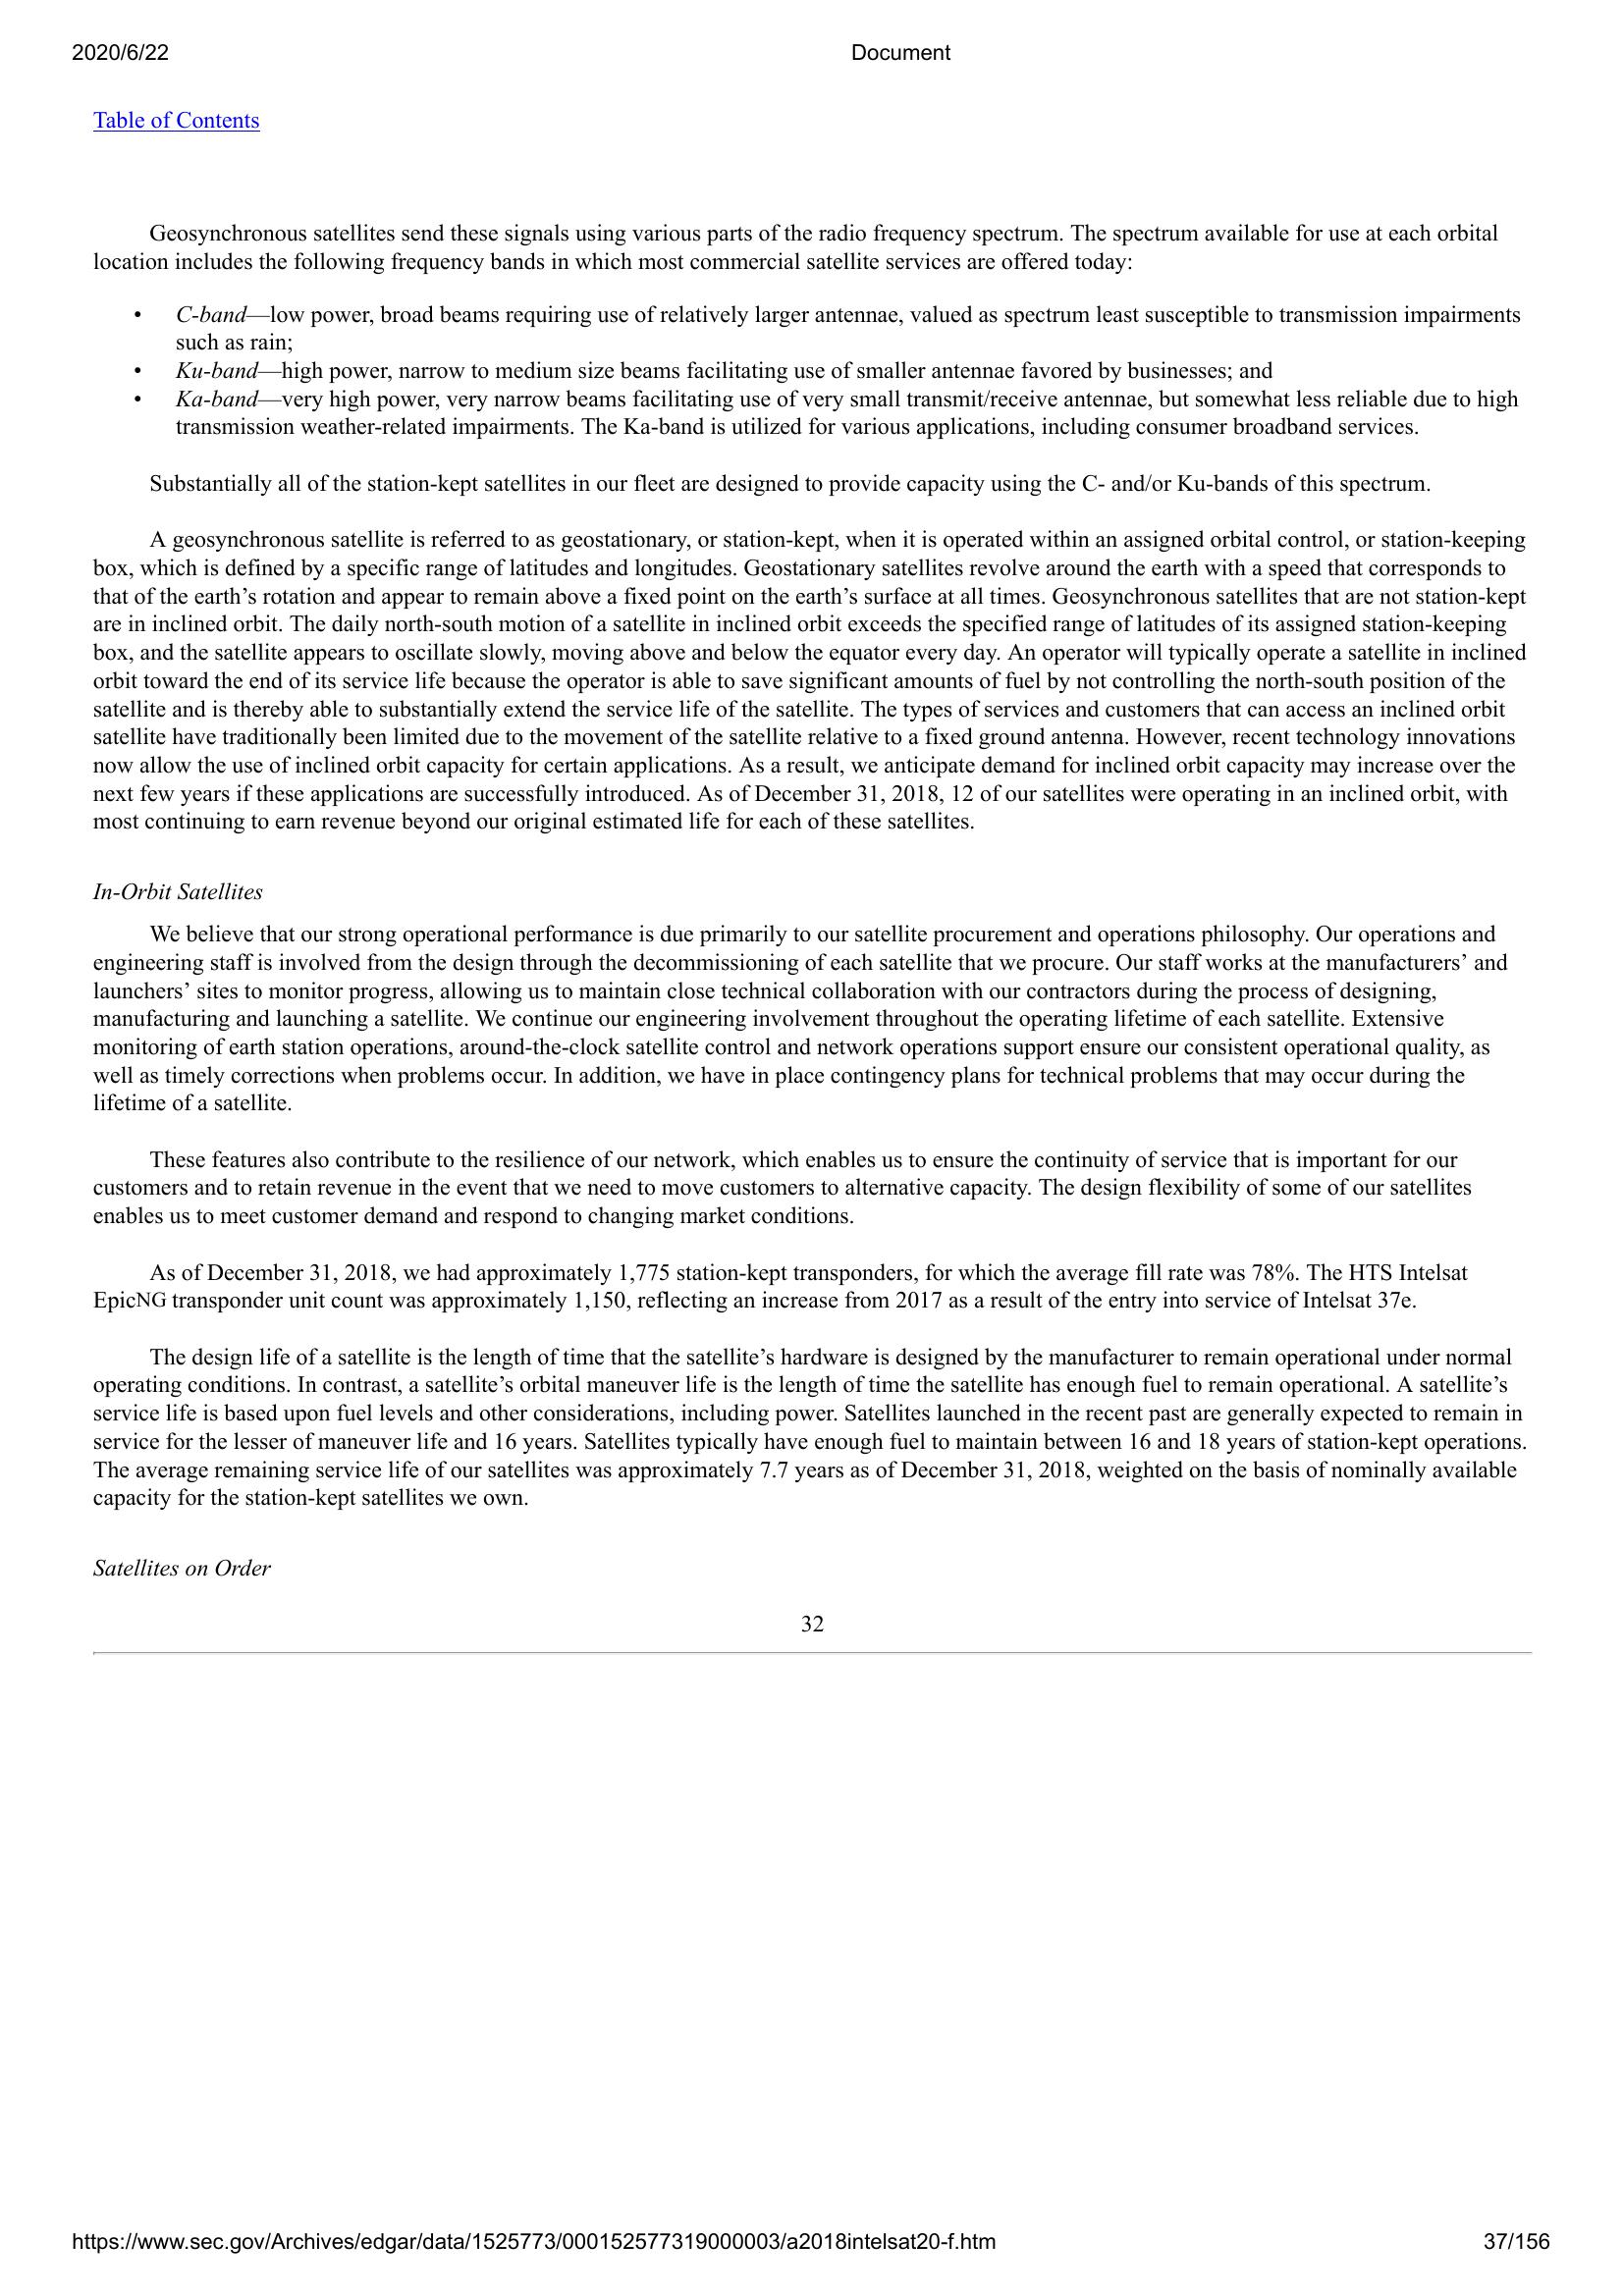 2020/6/22 Document
Table of Contents
Geosynchronous satellites send these signals using various parts of the radio frequency spectrum. The spectrum available for use at each orbital
location includes the following frequency bands in which most commercial satellite services are offered today:
• C-band—low power, broad beams requiring use of relatively larger antennae, valued as spectrum least susceptible to transmission impairments
such as rain;
• Ku-band—high power, narrow to medium size beams facilitating use of smaller antennae favored by businesses; and
• Ka-band—very high power, very narrow beams facilitating use of very small transmit/receive antennae, but somewhat less reliable due to high
transmission weather-related impairments. The Ka-band is utilized for various applications, including consumer broadband services.
Substantially all of the station-kept satellites in our fleet are designed to provide capacity using the C- and/or Ku-bands of this spectrum.
A geosynchronous satellite is referred to as geostationary, or station-kept, when it is operated within an assigned orbital control, or station-keeping
box, which is defined by a specific range of latitudes and longitudes. Geostationary satellites revolve around the earth with a speed that corresponds to
that of the earth’s rotation and appear to remain above a fixed point on the earth’s surface at all times. Geosynchronous satellites that are not station-kept
are in inclined orbit. The daily north-south motion of a satellite in inclined orbit exceeds the specified range of latitudes of its assigned station-keeping
box, and the satellite appears to oscillate slowly, moving above and below the equator every day. An operator will typically operate a satellite in inclined
orbit toward the end of its service life because the operator is able to save significant amounts of fuel by not controlling the north-south position of the
satellite and is thereby able to substantially extend the service life of the satellite. The types of services and customers that can access an inclined orbit
satellite have traditionally been limited due to the movement of the satellite relative to a fixed ground antenna. However, recent technology innovations
now allow the use of inclined orbit capacity for certain applications. As a result, we anticipate demand for inclined orbit capacity may increase over the
next few years if these applications are successfully introduced. As of December 31, 2018, 12 of our satellites were operating in an inclined orbit, with
most continuing to earn revenue beyond our original estimated life for each of these satellites.
In-Orbit Satellites
We believe that our strong operational performance is due primarily to our satellite procurement and operations philosophy. Our operations and
engineering staff is involved from the design through the decommissioning of each satellite that we procure. Our staff works at the manufacturers’ and
launchers’ sites to monitor progress, allowing us to maintain close technical collaboration with our contractors during the process of designing,
manufacturing and launching a satellite. We continue our engineering involvement throughout the operating lifetime of each satellite. Extensive
monitoring of earth station operations, around-the-clock satellite control and network operations support ensure our consistent operational quality, as
well as timely corrections when problems occur. In addition, we have in place contingency plans for technical problems that may occur during the
lifetime of a satellite.
These features also contribute to the resilience of our network, which enables us to ensure the continuity of service that is important for our
customers and to retain revenue in the event that we need to move customers to alternative capacity. The design flexibility of some of our satellites
enables us to meet customer demand and respond to changing market conditions.
As of December 31, 2018, we had approximately 1,775 station-kept transponders, for which the average fill rate was 78%. The HTS Intelsat
EpicNG transponder unit count was approximately 1,150, reflecting an increase from 2017 as a result of the entry into service of Intelsat 37e.
The design life of a satellite is the length of time that the satellite’s hardware is designed by the manufacturer to remain operational under normal
operating conditions. In contrast, a satellite’s orbital maneuver life is the length of time the satellite has enough fuel to remain operational. A satellite’s
service life is based upon fuel levels and other considerations, including power. Satellites launched in the recent past are generally expected to remain in
service for the lesser of maneuver life and 16 years. Satellites typically have enough fuel to maintain between 16 and 18 years of station-kept operations.
The average remaining service life of our satellites was approximately 7.7 years as of December 31, 2018, weighted on the basis of nominally available
capacity for the station-kept satellites we own.
Satellites on Order
32
https://www.sec.gov/Archives/edgar/data/1525773/000152577319000003/a2018intelsat20-f.htm 37/156